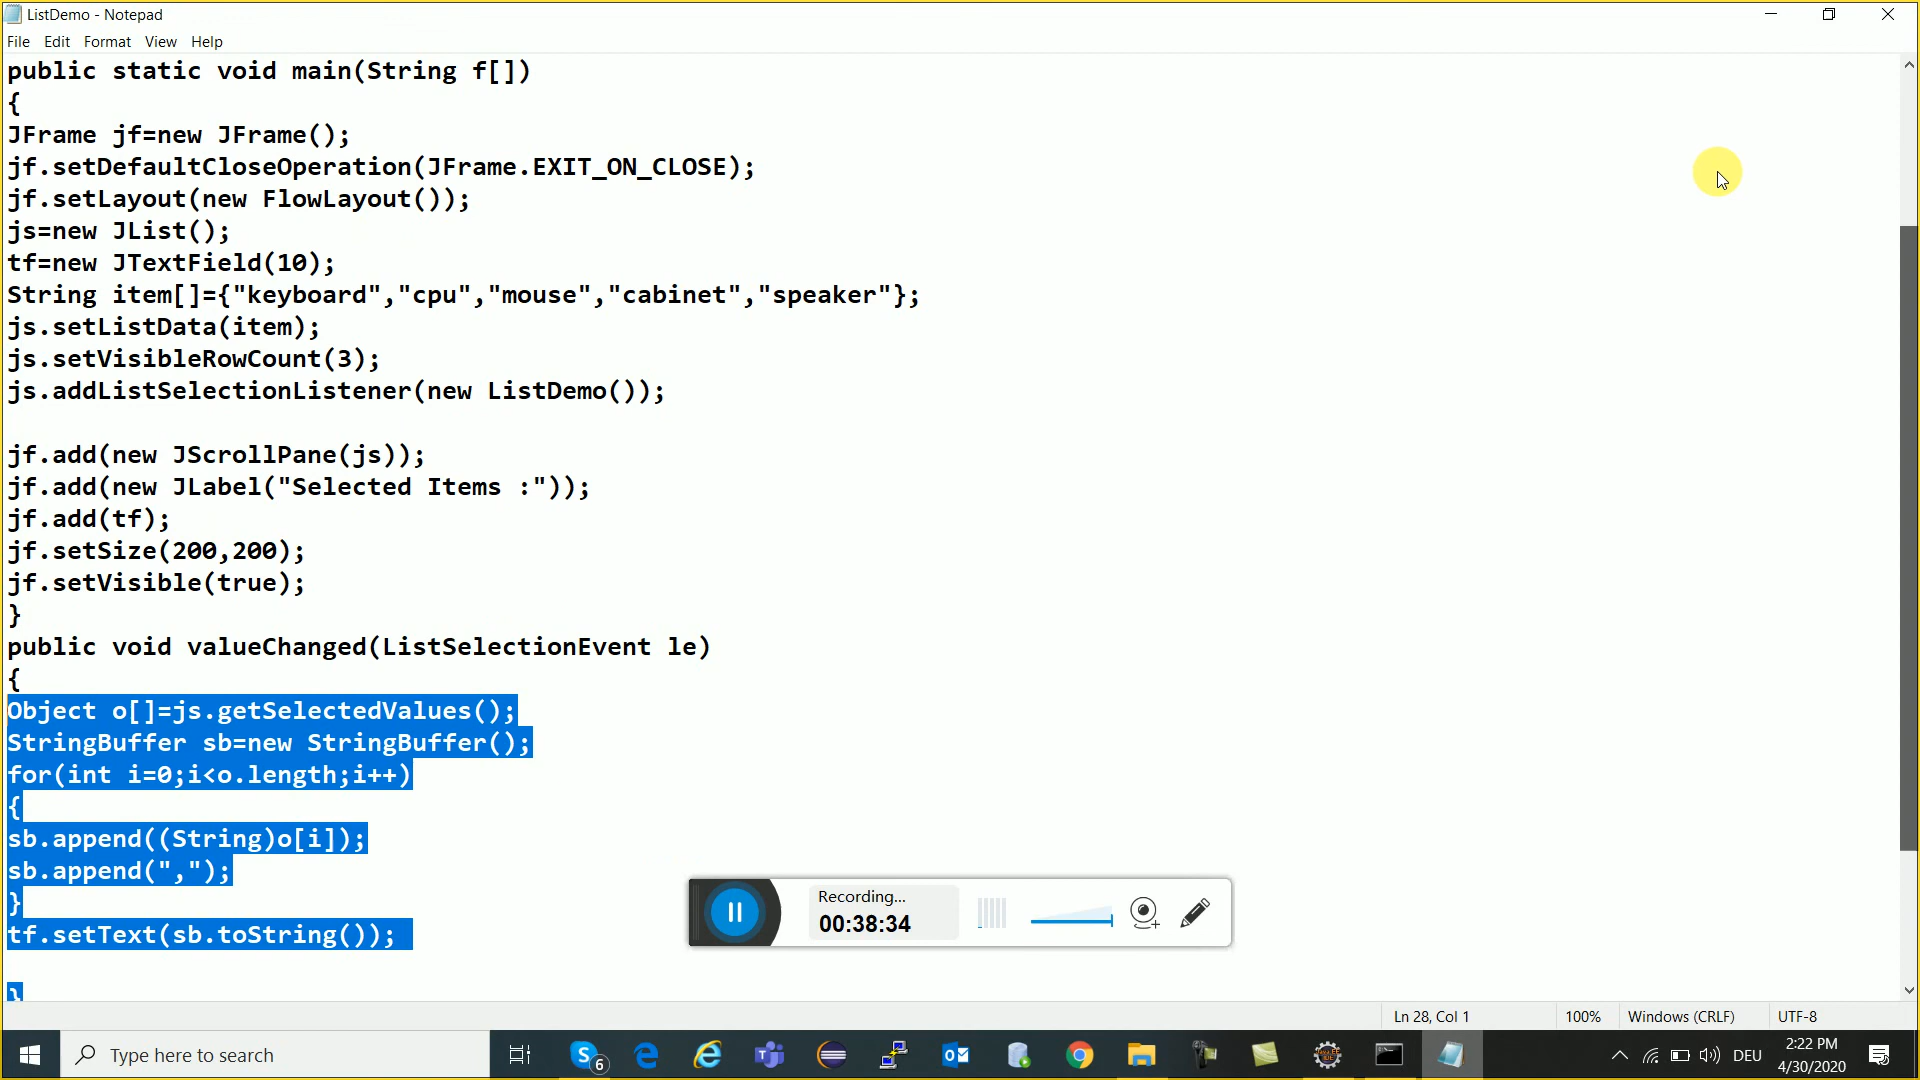 ListDemo - Notepad
File Edit Format View Help
public static void main(String f[])
{
JFrame jf=new JFrame();
jf.setDefaultCloseOperation(JFrame.EXIT_ON_CLOSE);
jf.setLayout(new FlowLayout());
js=new JList();
tf=new JTextField(10);
String item[]={"keyboard","cpu","mouse","cabinet","speaker"};
js.setListData(item);
js.setVisibleRowCount(3);
js.addListSelectionListener(new ListDemo());
jf.add(new JScrollPane(js));
jf.add(new JLabel("Selected Items :"));
jf.add(tf);
jf.setSize(200,200);
jf.setVisible(true);
}
public void valueChanged(ListSelectionEvent le)
{
Object o[]=js.getSelectedValues();
StringBuffer sb=new StringBuffer();
for(int i=0;i<o.length;i++)
{
sb.append((String)o[i]);
sb.append(",");
}
tf.setText(sb.toString());
}
Recording...
00:38:34
Ln 28, Col 1 100% Windows (CRLF) UTF-8
Type here to search
6
DEU
2:22 PM
4/30/2020